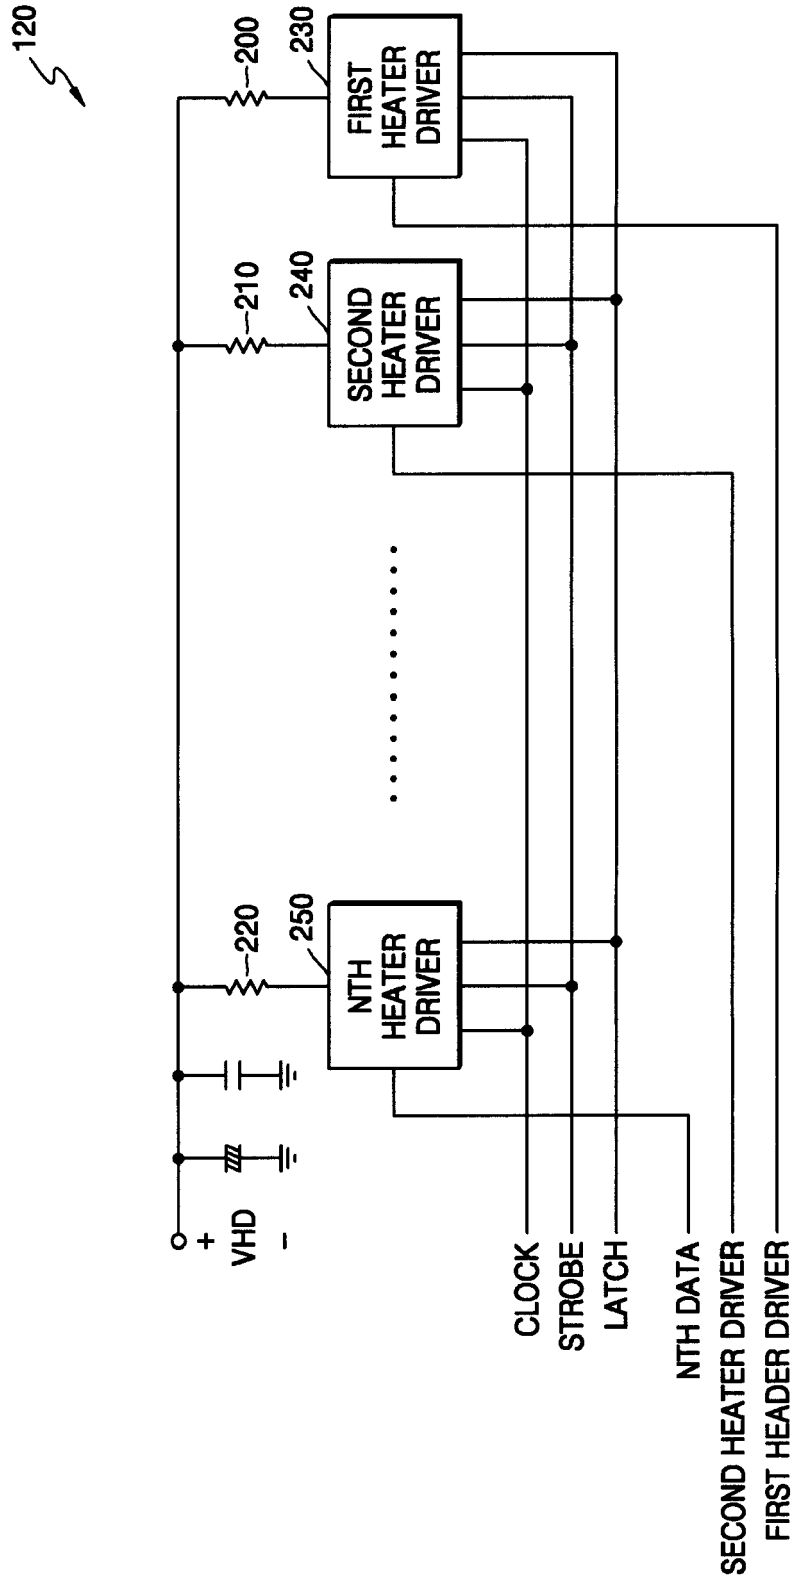 120
200
230
FIRST
HEATER
DRIVER
210
240
SECOND
HEATER
DRIVER
220
250
NTH
HEATER
DRIVER
+
VHD
-
CLOCK
STROBE
LATCH
NTH DATA
SECOND HEATER DRIVER
FIRST HEADER DRIVER